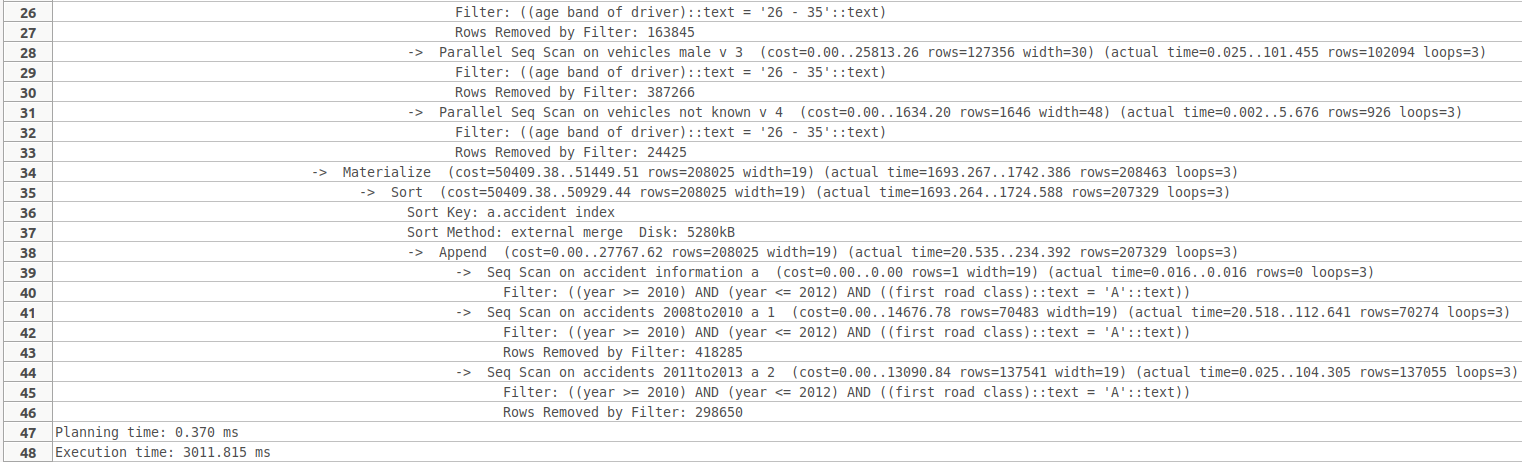 26 Filter: ((age band of driver)::text = '26 - 35'::text)
27 Rows Removed by Filter: 163845
28 -> Parallel Seq Scan on vehicles male v 3 (cost=0.00..25813.26 rows=127356 width=30) (actual time=0.025..101.455 rows=102094 loops=3)
29 Filter: ((age band of driver)::text = '26 - 35'::text)
30 Rows Removed by Filter: 387266
31 -> Parallel Seq Scan on vehicles not known v 4 (cost=0.00..1634.20 rows=1646 width=48) (actual time=0.002..5.676 rows=926 loops=3)
32 Filter: ((age band of driver)::text = '26 - 35'::text)
33 Rows Removed by Filter: 24425
34 -> Materialize (cost=50409.38..51449.51 rows=208025 width=19) (actual time=1693.267..1742.386 rows=208463 loops=3)
35 -> Sort (cost=50409.38..50929.44 rows=208025 width=19) (actual time=1693.264..1724.588 rows=207329 loops=3)
36 Sort Key: a.accident index
37 Sort Method: external merge Disk: 5280kB
38 -> Append (cost=0.00..27767.62 rows=208025 width=19) (actual time=20.535..234.392 rows=207329 loops=3)
39 -> Seq Scan on accident information a (cost=0.00..0.00 rows=1 width=19) (actual time=0.016..0.016 rows=0 loops=3)
40 Filter: ((year >= 2010) AND (year <= 2012) AND ((first road class)::text = 'A'::text))
41 -> Seq Scan on accidents 2008to2010 a 1 (cost=0.00..14676.78 rows=70483 width=19) (actual time=20.518..112.641 rows=70274 loops=3)
42 Filter: ((year >= 2010) AND (year <= 2012) AND ((first road class)::text = 'A'::text))
43 Rows Removed by Filter: 418285
44 -> Seq Scan on accidents 2011to2013 a 2 (cost=0.00..13090.84 rows=137541 width=19) (actual time=0.025..104.305 rows=137055 loops=3)
45 Filter: ((year >= 2010) AND (year <= 2012) AND ((first road class)::text = 'A'::text))
46 Rows Removed by Filter: 298650
47 Planning time: 0.370 ms
48 Execution time: 3011.815 ms